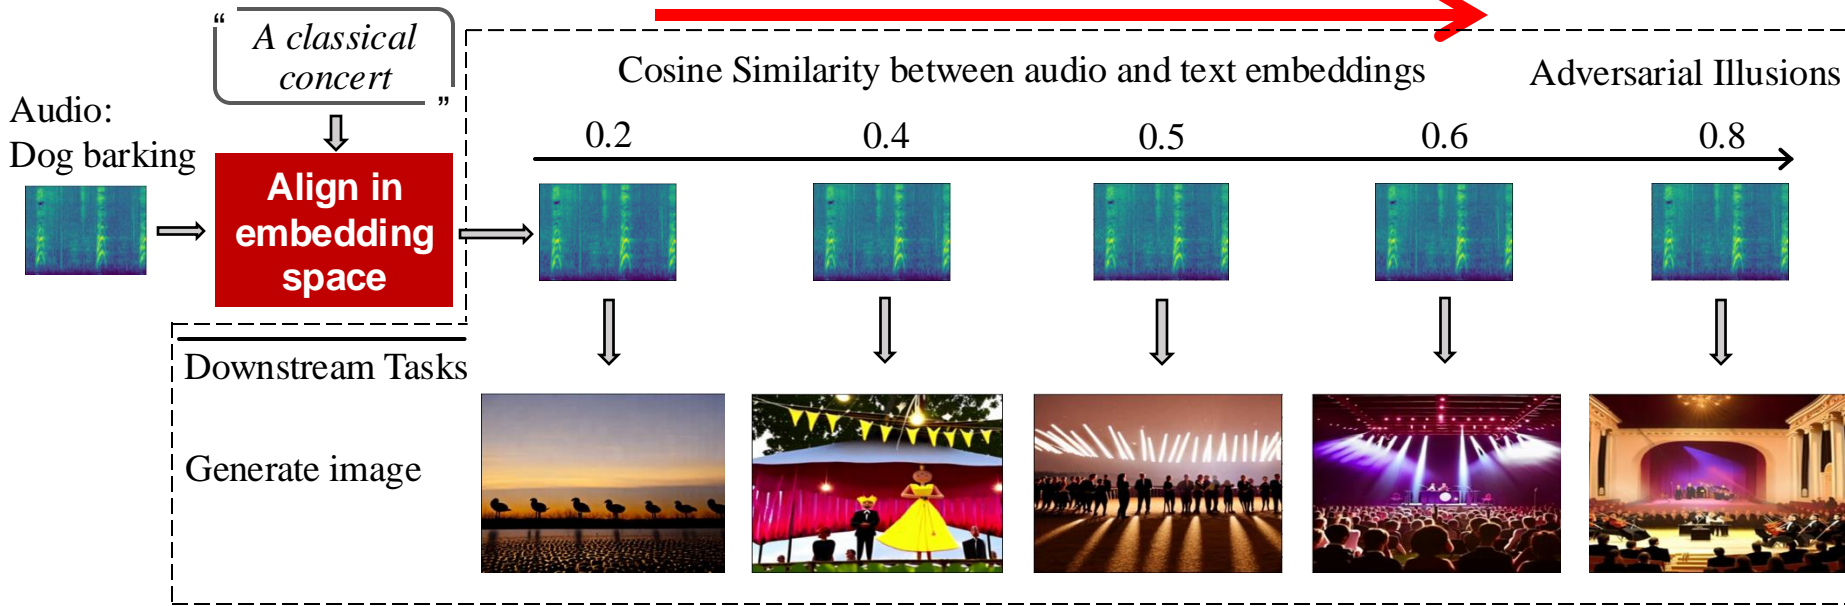 “ A classical
concert ”
Audio:
Dog barking
Align in
embedding
space
Cosine Similarity between audio and text embeddings
Adversarial Illusions
0.2 0.4 0.5 0.6 0.8
Downstream Tasks
Generate image